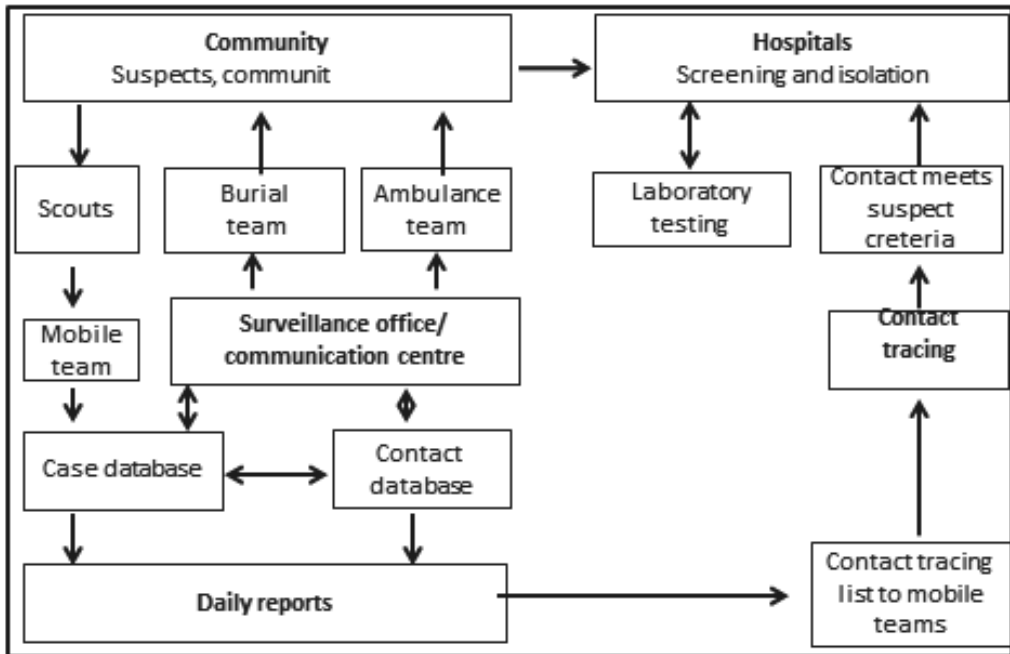 Community
Suspects, communit
Hospitals
Screening and isolation
Scouts
Burial
team
Ambulance
team
Laboratory
testing
Contact meets
suspect
creteria
Mobile
team
Surveillance office/
communication centre
Contact
tracing
Case database
Contact
database
Daily reports
Contact tracing
list to mobile
teams